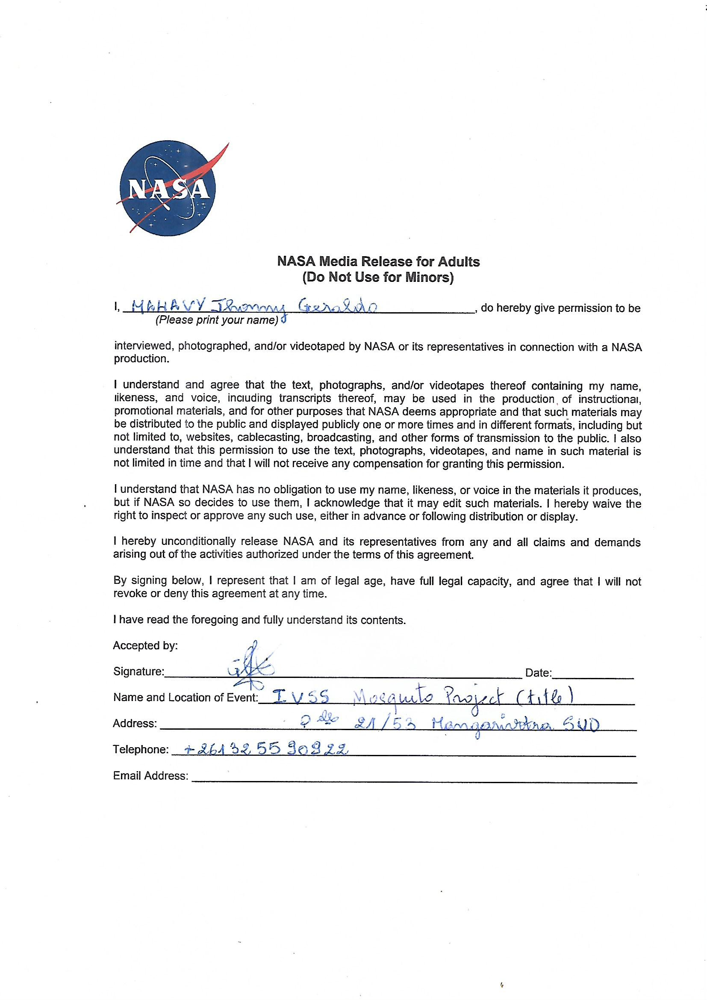 NASA
NASA Media Release for Adults
(Do Not Use for Minors)
I, MAHAVY Jhonny Geraldo, do hereby give permission to be
(Please print your name)
interviewed, photographed, and/or videotaped by NASA or its representatives in connection with a NASA
production.
I understand and agree that the text, photographs, and/or videotapes thereof containing my name,
likeness, and voice, including transcripts thereof, may be used in the production of instructional,
promotional materials, and for other purposes that NASA deems appropriate and that such materials may
be distributed to the public and displayed publicly one or more times and in different formats, including but
not limited to, websites, cablecasting, broadcasting, and other forms of transmission to the public. I also
understand that this permission to use the text, photographs, videotapes, and name in such material is
not limited in time and that I will not receive any compensation for granting this permission.
I understand that NASA has no obligation to use my name, likeness, or voice in the materials it produces,
but if NASA so decides to use them, I acknowledge that it may edit such materials. I hereby waive the
right to inspect or approve any such use, either in advance or following distribution or display.
I hereby unconditionally release NASA and its representatives from any and all claims and demands
arising out of the activities authorized under the terms of this agreement.
By signing below, I represent that I am of legal age, have full legal capacity, and agree that I will not
revoke or deny this agreement at any time.
I have read the foregoing and fully understand its contents.
Accepted by:
Signature: Date:
Name and Location of Event: IVSS Mosquito Project (title)
Address: 21/53 Mangarivotra SUD
Telephone: +261 32 55 90922
Email Address: